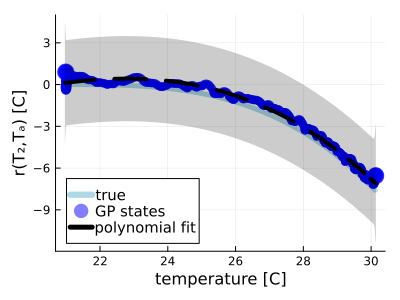 r(T₂,Tₐ) [C]
3
0
−3
−6
−9
true
GP states
polynomial fit
22
24
26
28
30
temperature [C]